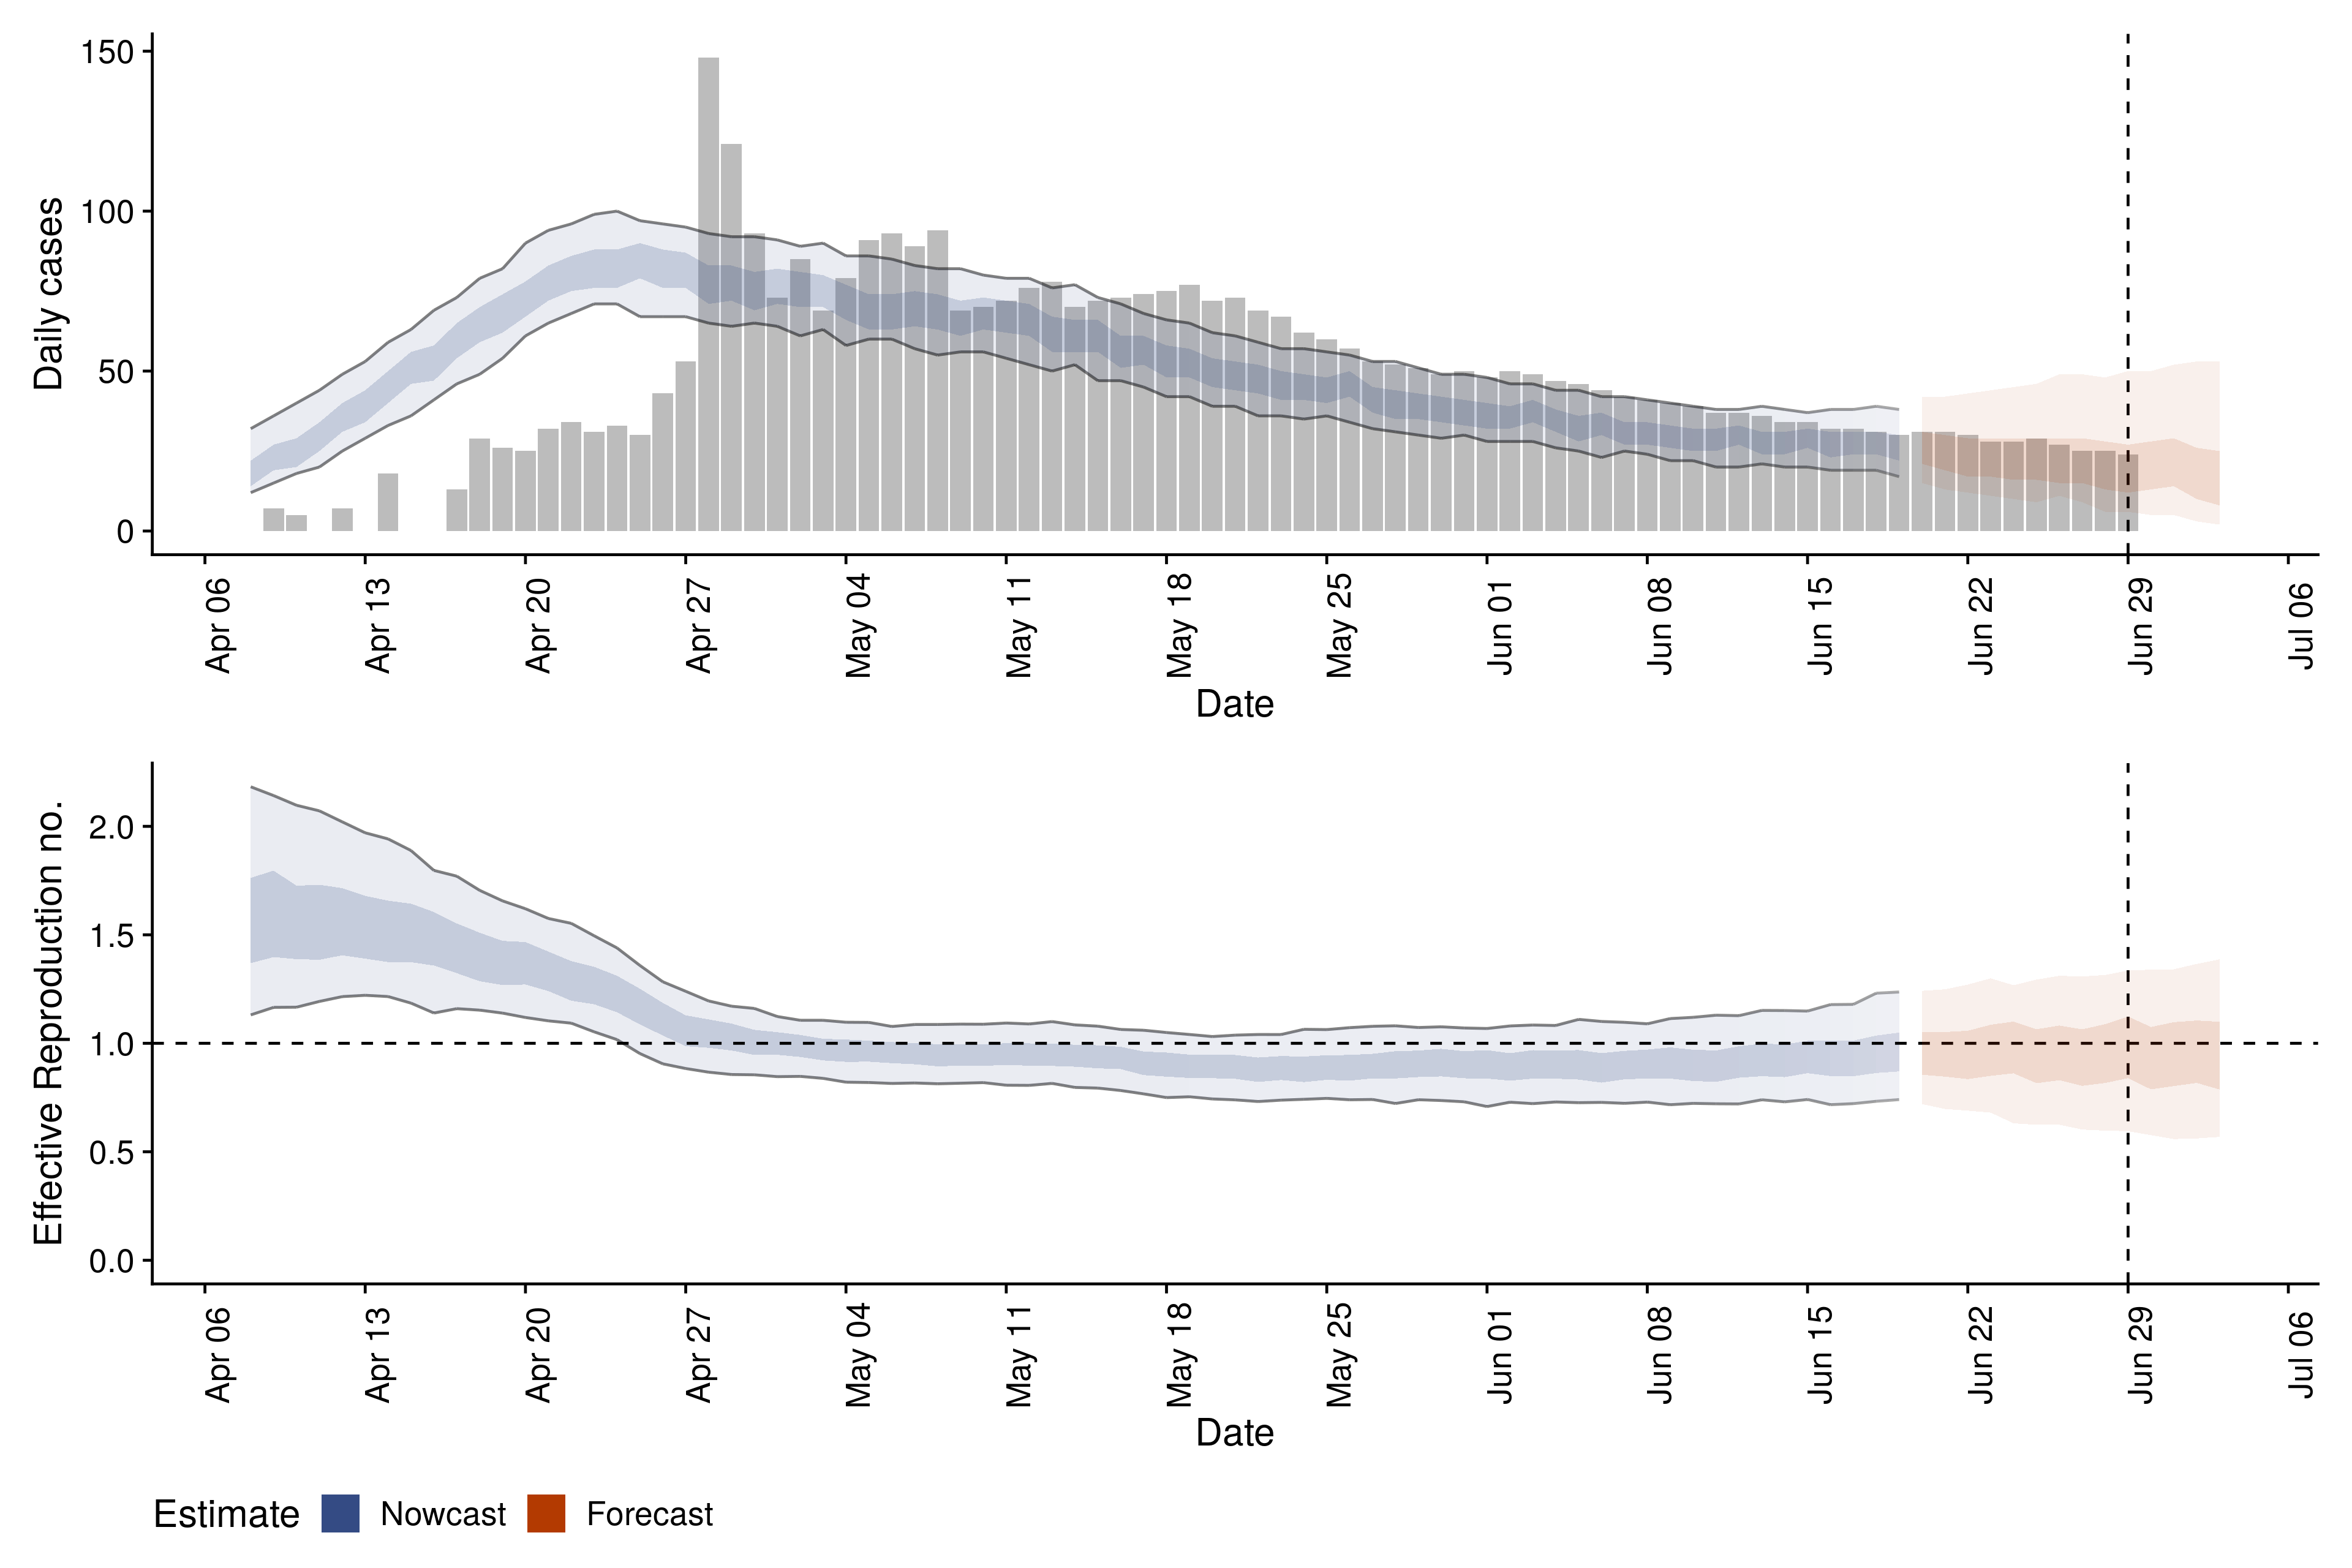 Daily cases
150
100
50
0
Apr 06 Apr 13 Apr 20 Apr 27 May 04 May 11 May 18 May 25 Jun 01 Jun 08 Jun 15 Jun 22 Jun 29 Jul 06
Date
Effective Reproduction no.
2.0
1.5
1.0
0.5
0.0
Apr 06 Apr 13 Apr 20 Apr 27 May 04 May 11 May 18 May 25 Jun 01 Jun 08 Jun 15 Jun 22 Jun 29 Jul 06
Date
Estimate Nowcast Forecast